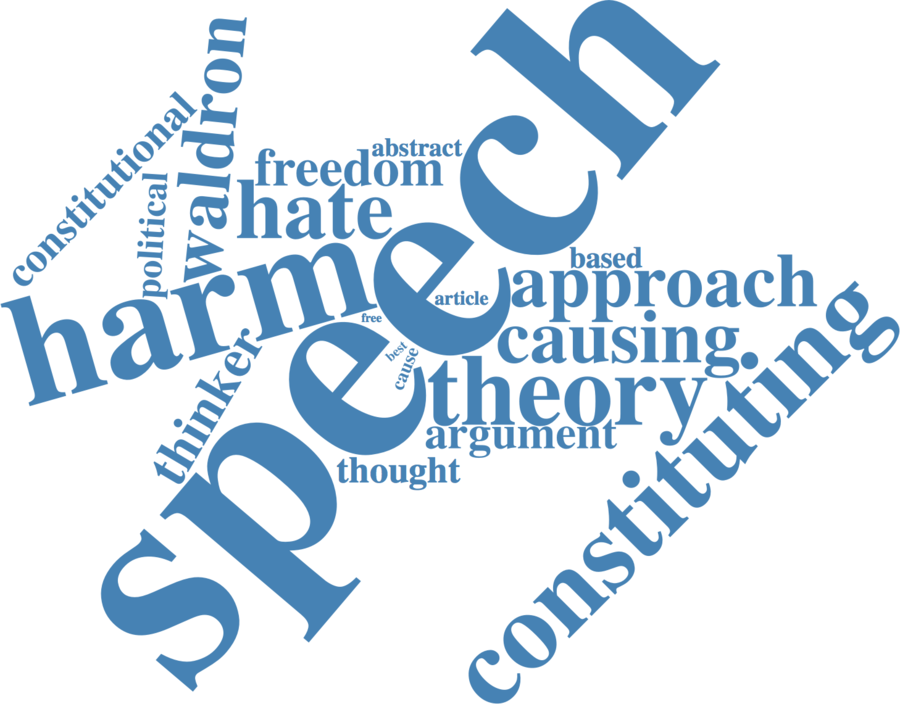 constitutional
waldron
political
abstract
freedom
hate
harm
speech
based
approach
article
free
causing
best
cause
theory
thinker
argument
thought
constituting